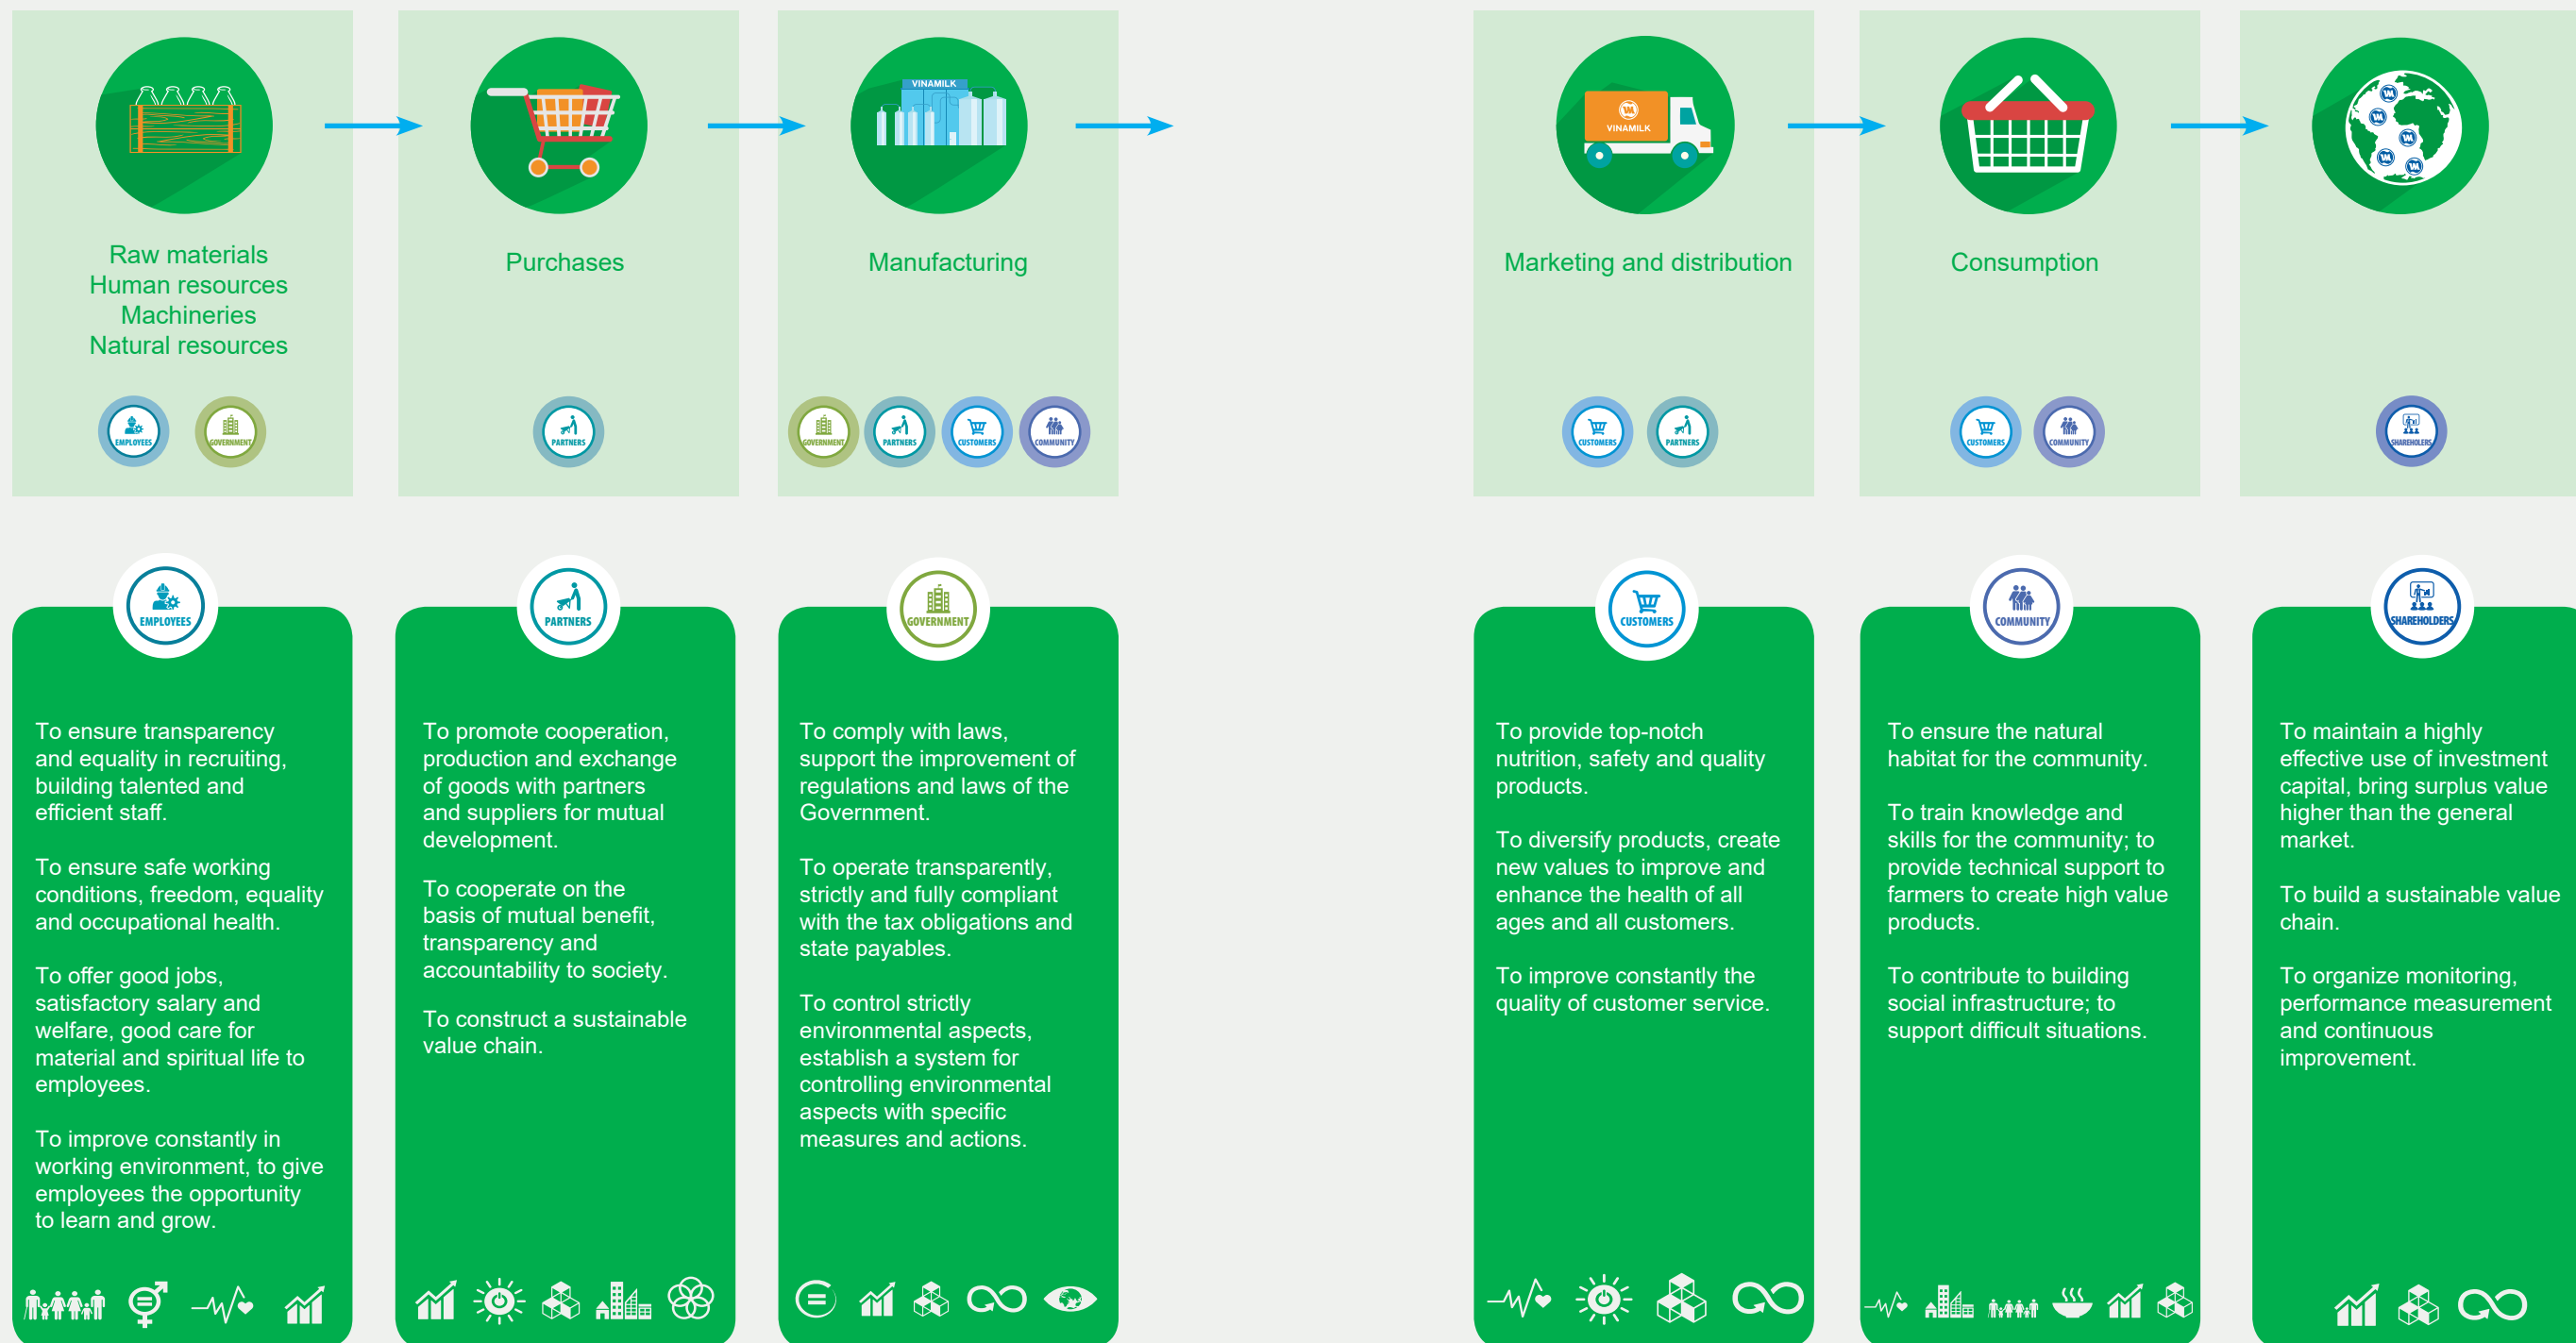 VINAMILK
VINAMILK
Raw materials
Human resources
Machineries
Natural resources
Purchases
Manufacturing
Marketing and distribution
Consumption
EMPLOYEES
GOVERNMENT
PARTNERS
GOVERNMENT
PARTNERS
CUSTOMERS
COMMUNITY
CUSTOMERS
PARTNERS
CUSTOMERS
COMMUNITY
SHAREHOLERS
EMPLOYEES
To ensure transparency
and equality in recruiting,
building talented and
efficient staff.
To ensure safe working
conditions, freedom, equality
and occupational health.
To offer good jobs,
satisfactory salary and
welfare, good care for
material and spiritual life to
employees.
To improve constantly in
working environment, to give
employees the opportunity
to learn and grow.
PARTNERS
To promote cooperation,
production and exchange
of goods with partners
and suppliers for mutual
development.
To cooperate on the
basis of mutual benefit,
transparency and
accountability to society.
To construct a sustainable
value chain.
GOVERNMENT
To comply with laws,
support the improvement of
regulations and laws of the
Government.
To operate transparently,
strictly and fully compliant
with the tax obligations and
state payables.
To control strictly
environmental aspects,
establish a system for
controlling environmental
aspects with specific
measures and actions.
CUSTOMERS
To provide top-notch
nutrition, safety and quality
products.
To diversify products, create
new values to improve and
enhance the health of all
ages and all customers.
To improve constantly the
quality of customer service.
COMMUNITY
To ensure the natural
habitat for the community.
To train knowledge and
skills for the community; to
provide technical support to
farmers to create high value
products.
To contribute to building
social infrastructure; to
support difficult situations.
SHAREHOLDERS
To maintain a highly
effective use of investment
capital, bring surplus value
higher than the general
market.
To build a sustainable value
chain.
To organize monitoring,
performance measurement
and continuous
improvement.